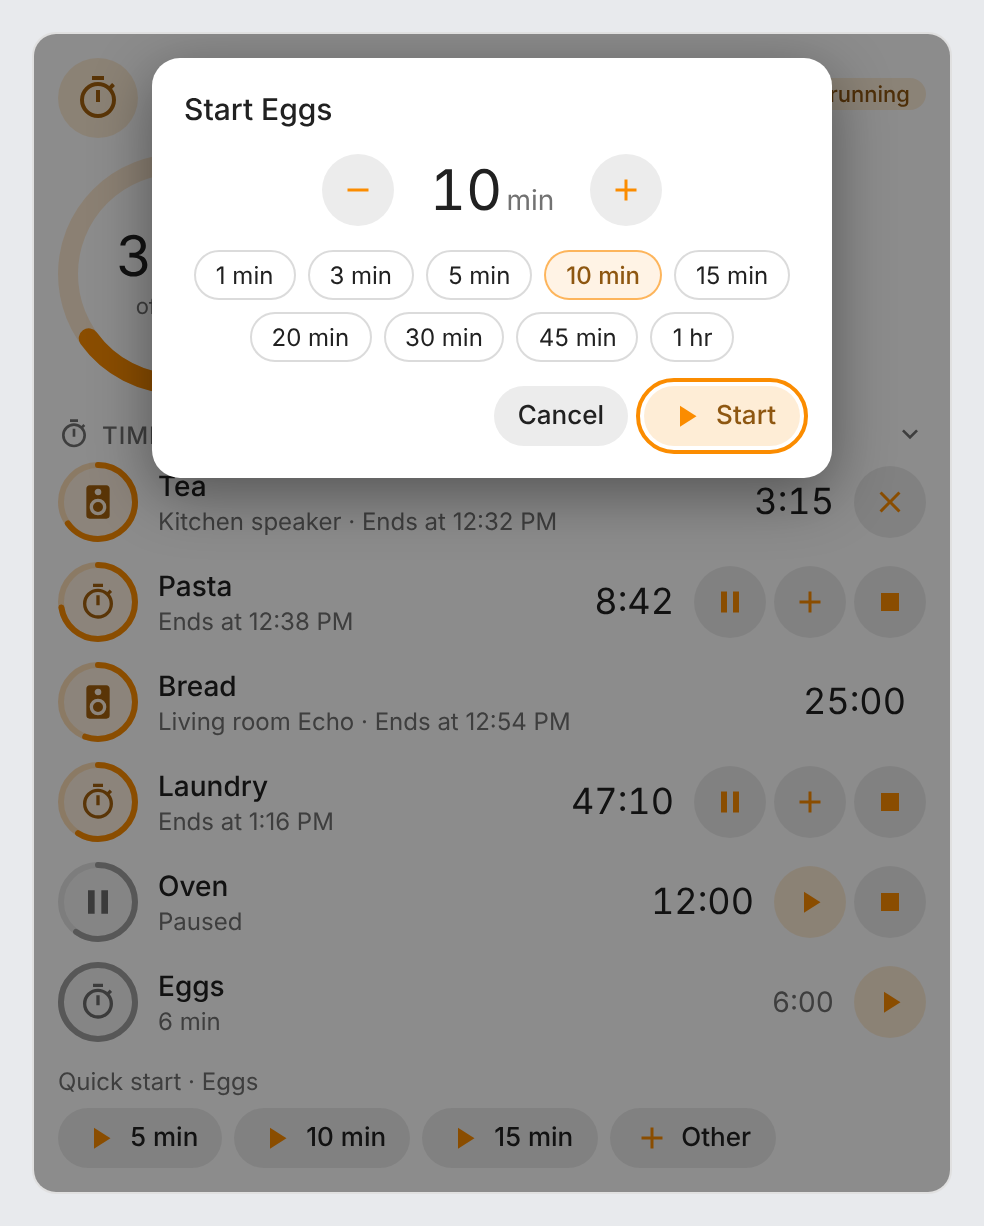 running
Start Eggs
10 min
1 min 3 min 5 min 10 min 15 min
20 min 30 min 45 min 1 hr
Cancel Start
Tea
Kitchen speaker · Ends at 12:32 PM
3:15
Pasta
Ends at 12:38 PM
8:42
Bread
Living room Echo · Ends at 12:54 PM
25:00
Laundry
Ends at 1:16 PM
47:10
Oven
Paused
12:00
Eggs
6 min
6:00
Quick start · Eggs
5 min 10 min 15 min Other